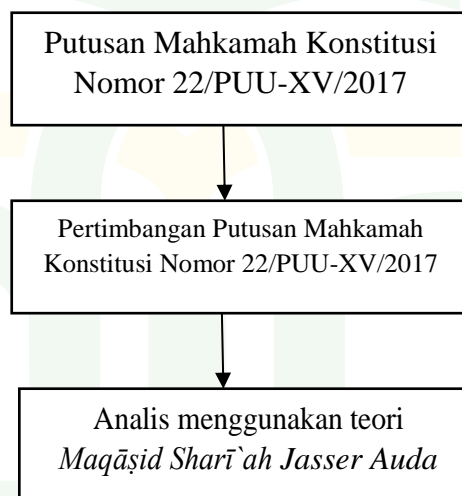 Putusan Mahkamah Konstitusi
Nomor 22/PUU-XV/2017
Pertimbangan Putusan Mahkamah
Konstitusi Nomor 22/PUU-XV/2017
Analis menggunakan teori
Maqāṣid Sharī`ah Jasser Auda